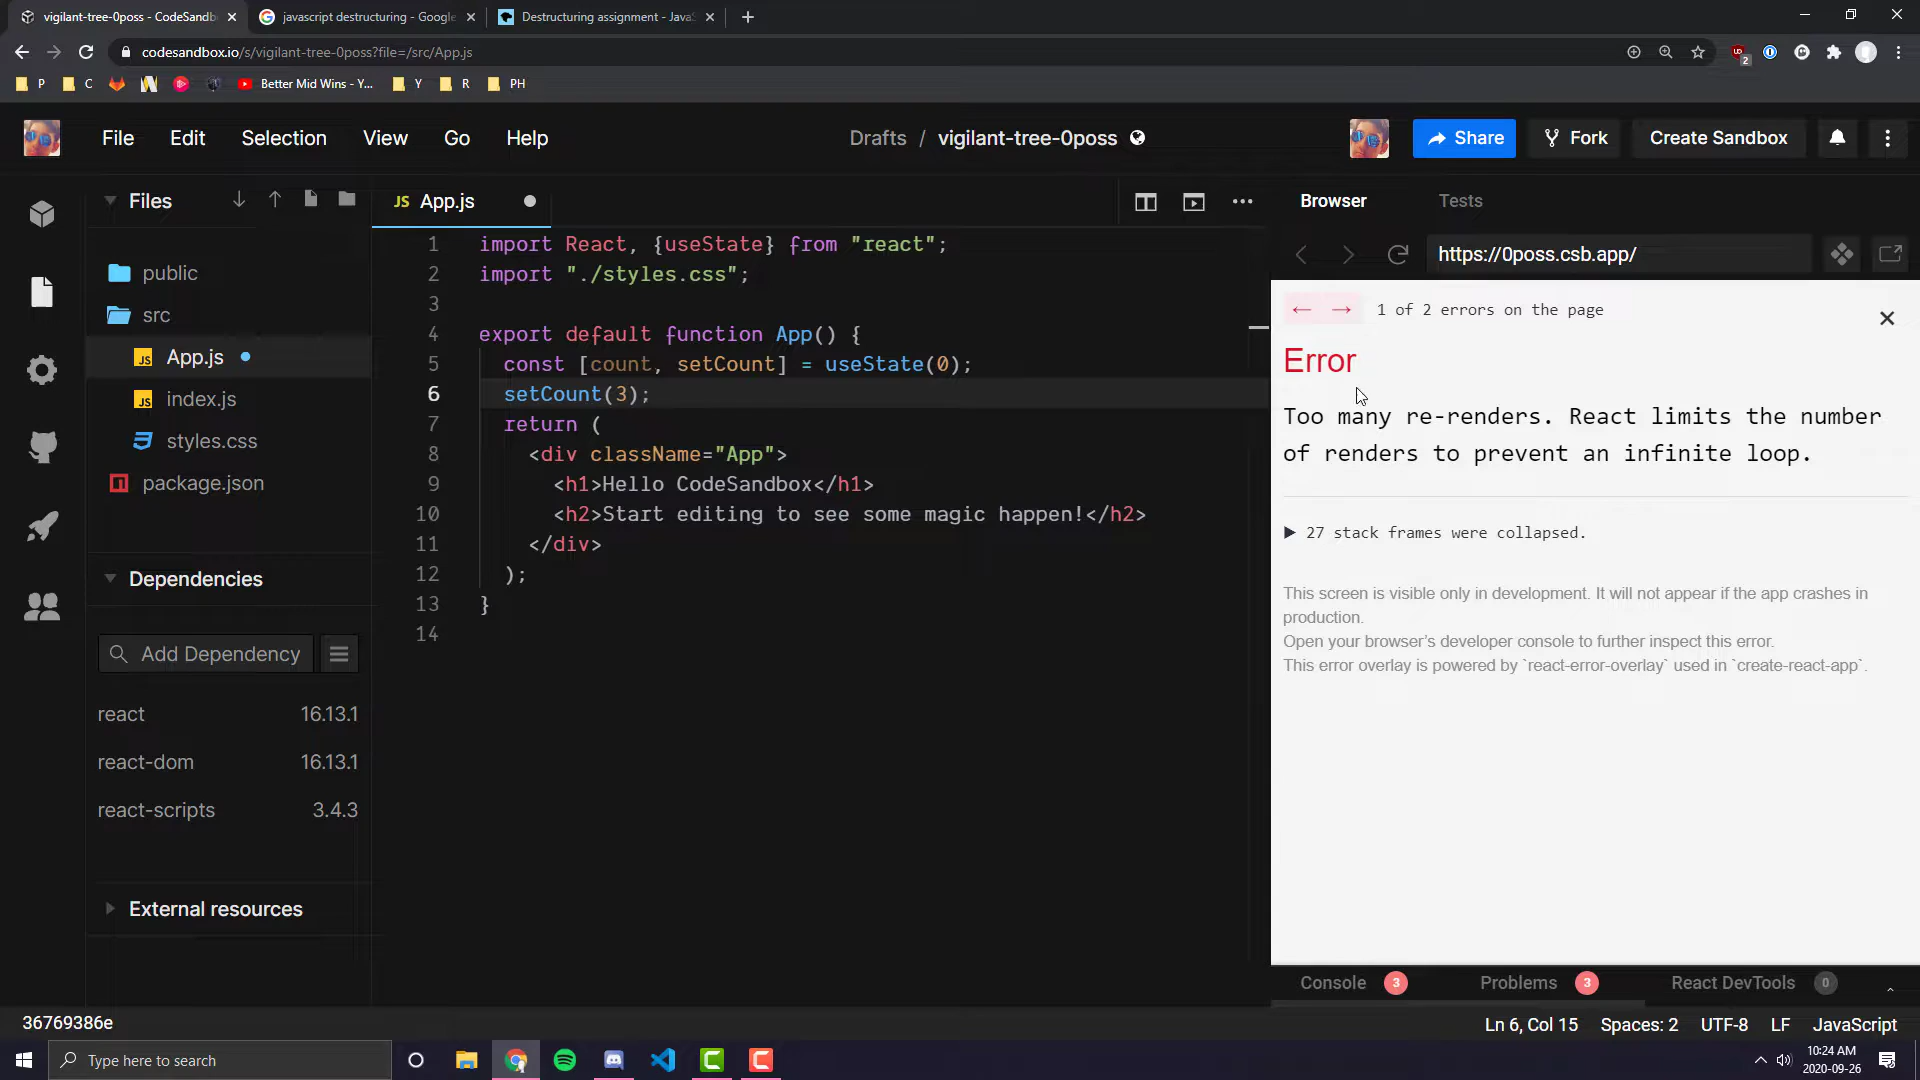 vigilant-tree-0poss - CodeSandb
javascript destructuring - Google
Destructuring assignment - JavaS
codesandbox.io/s/vigilant-tree-0poss?file=/src/App.js
P
C
Better Mid Wins - Y...
Y
R
PH
File Edit Selection View Go Help
Drafts / vigilant-tree-0poss
Share
Fork
Create Sandbox
Files
public
src
JS App.js
JS index.js
styles.css
package.json
Dependencies
Add Dependency
react 16.13.1
react-dom 16.13.1
react-scripts 3.4.3
External resources
JS App.js
1 import React, {useState} from "react";
2 import "./styles.css";
3
4 export default function App() {
5 const [count, setCount] = useState(0);
6 setCount(3);
7 return (
8 <div className="App">
9 <h1>Hello CodeSandbox</h1>
10 <h2>Start editing to see some magic happen!</h2>
11 </div>
12 );
13 }
14
Browser Tests
https://0poss.csb.app/
← → 1 of 2 errors on the page
Error
Too many re-renders. React limits the number
of renders to prevent an infinite loop.
▶ 27 stack frames were collapsed.
This screen is visible only in development. It will not appear if the app crashes in
production.
Open your browser’s developer console to further inspect this error.
This error overlay is powered by `react-error-overlay` used in `create-react-app`.
Console 3 Problems 3 React DevTools 0
36769386e
Ln 6, Col 15 Spaces: 2 UTF-8 LF JavaScript
Type here to search
10:24 AM
2020-09-26